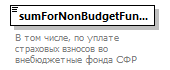 sumForNonBudgetFun...
В том числе, по уплате
страховых взносов во
внебюджетные фонда СФР